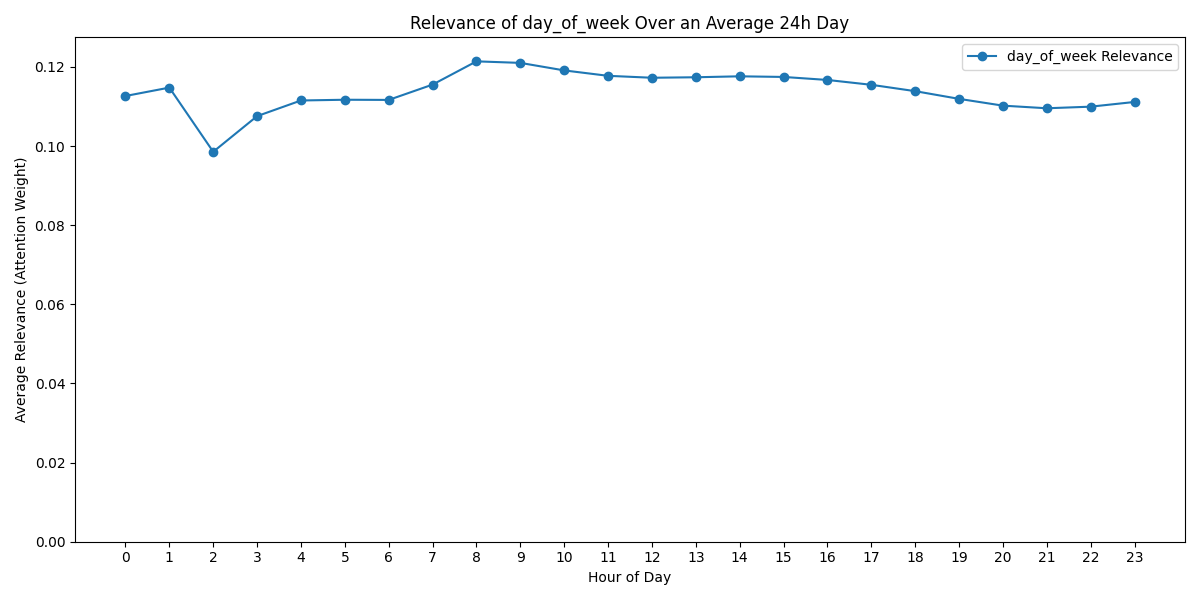 Relevance of day_of_week Over an Average 24h Day
day_of_week Relevance
Average Relevance (Attention Weight)
0.12
0.10
0.08
0.06
0.04
0.02
0.00
0 1 2 3 4 5 6 7 8 9 10 11 12 13 14 15 16 17 18 19 20 21 22 23
Hour of Day